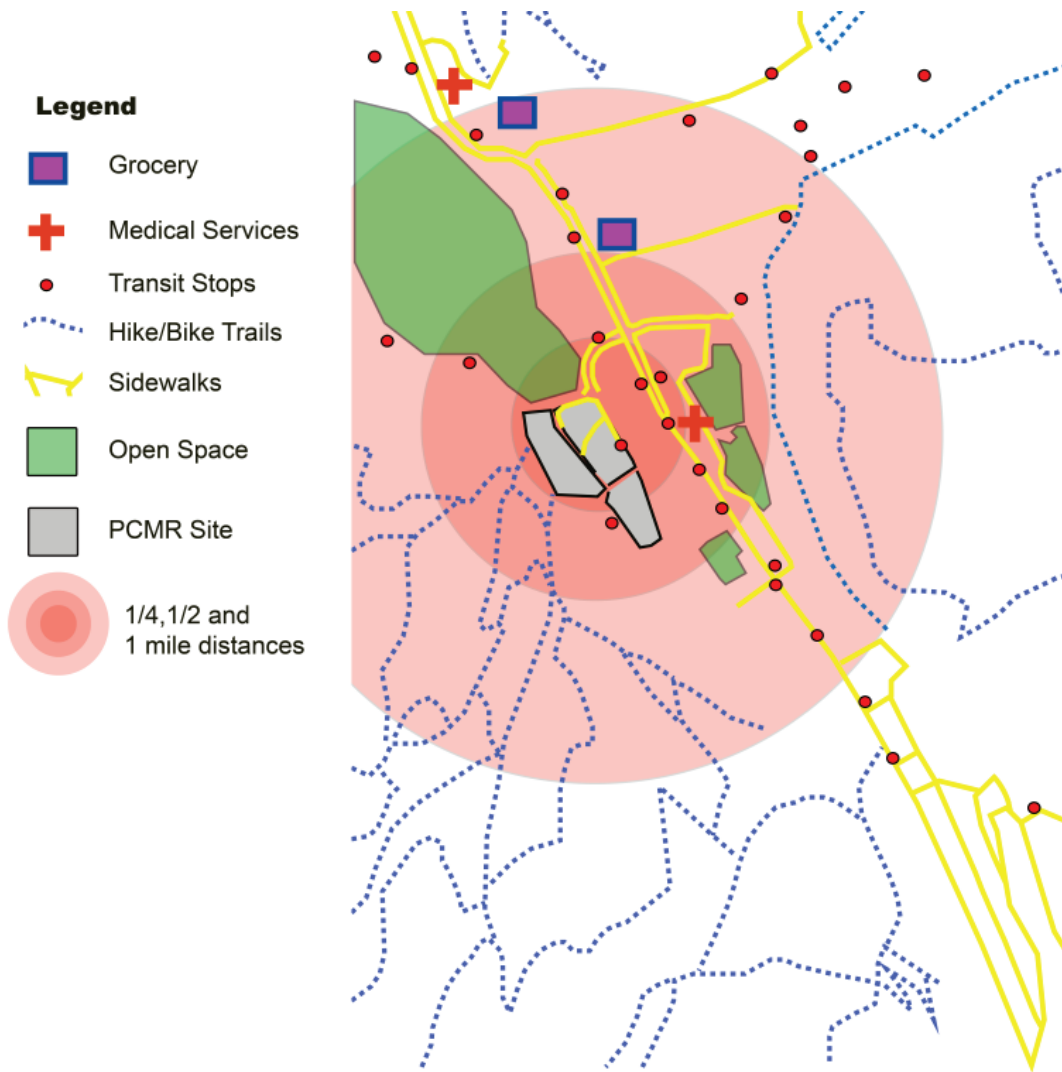 Legend
Grocery
Medical Services
Transit Stops
Hike/Bike Trails
Sidewalks
Open Space
PCMR Site
1/4,1/2 and
1 mile distances